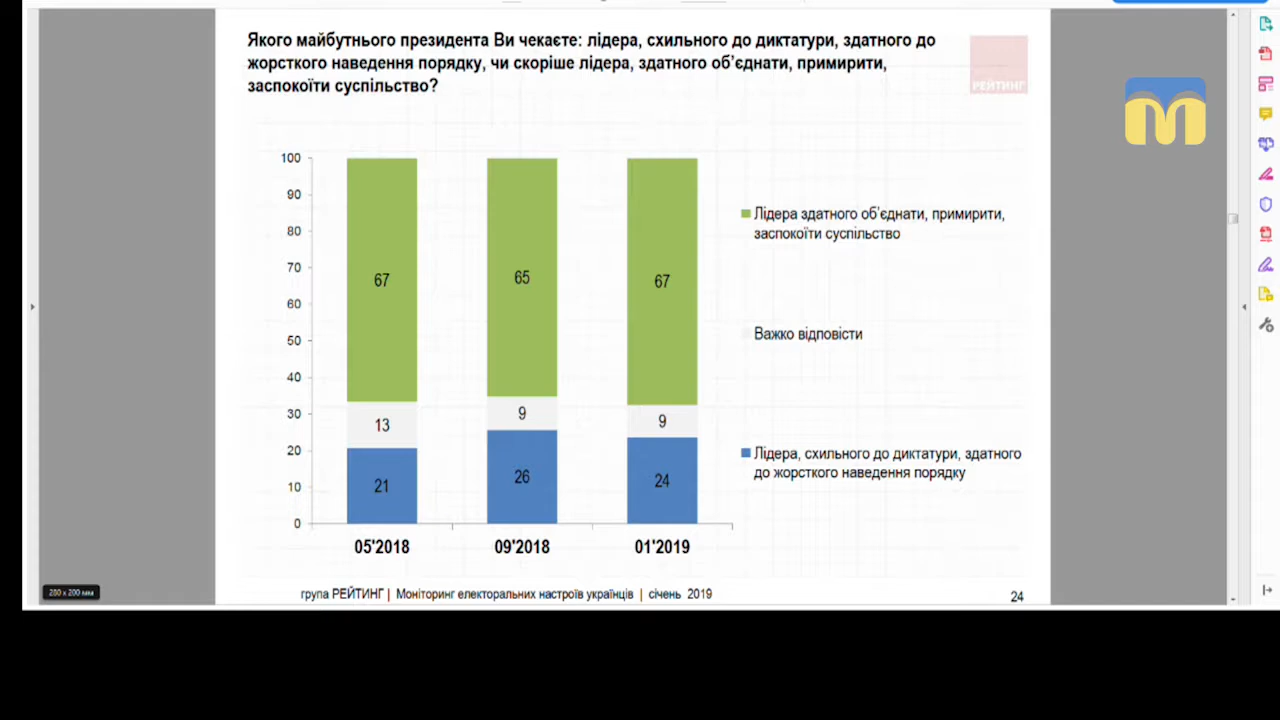 Якого майбутнього президента Ви чекаєте: лідера, схильного до диктатури, здатного до
жорсткого наведення порядку, чи скоріше лідера, здатного об’єднати, примирити,
заспокоїти суспільство?
РЕЙТИНГ
100
90
80
70
60
50
40
30
20
10
0
67
65
67
13
9
9
21
26
24
05'2018
09'2018
01'2019
Лідера здатного об’єднати, примирити,
заспокоїти суспільство
Важко відповісти
Лідера, схильного до диктатури, здатного
до жорсткого наведення порядку
280 x 200 мм
група РЕЙТИНГ | Моніторинг електоральних настроїв українців | січень 2019
24